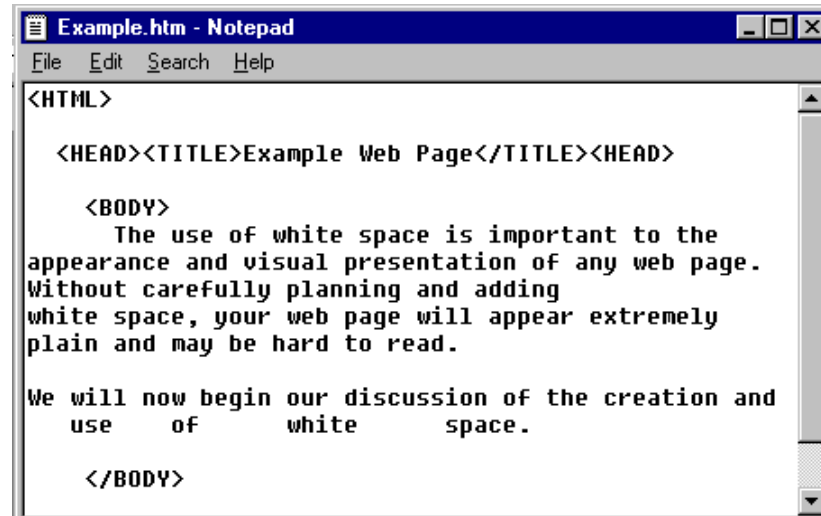 Example.htm - Notepad
File Edit Search Help
<HTML>
<HEAD><TITLE>Example Web Page</TITLE><HEAD>
<BODY>
The use of white space is important to the
appearance and visual presentation of any web page.
Without carefully planning and adding
white space, your web page will appear extremely
plain and may be hard to read.
We will now begin our discussion of the creation and
use of white space.
</BODY>